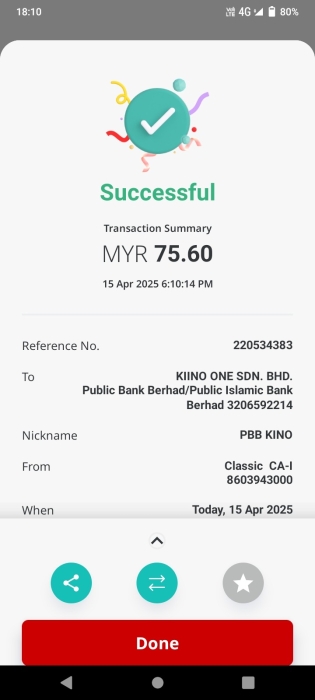 18:10
4G 80%
Successful
Transaction Summary
MYR 75.60
15 Apr 2025 6:10:14 PM
Reference No. 220534383
To KIINO ONE SDN. BHD.
Public Bank Berhad/Public Islamic Bank
Berhad 3206592214
Nickname PBB KINO
From Classic CA-I
8603943000
When Today, 15 Apr 2025
Done